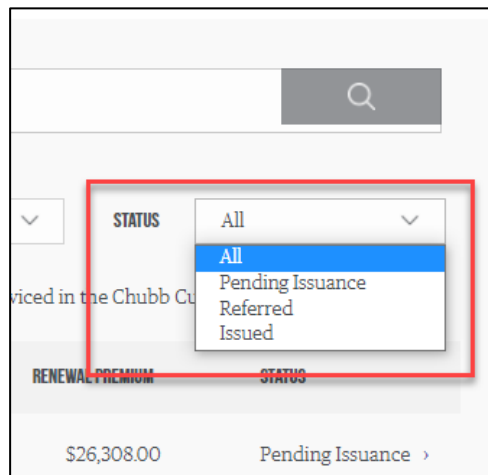 STATUS All
All
Pending Issuance
viced in the Chubb Cu
Referred
Issued
RENEWAL PREMIUM STATUS
$26,308.00 Pending Issuance ›